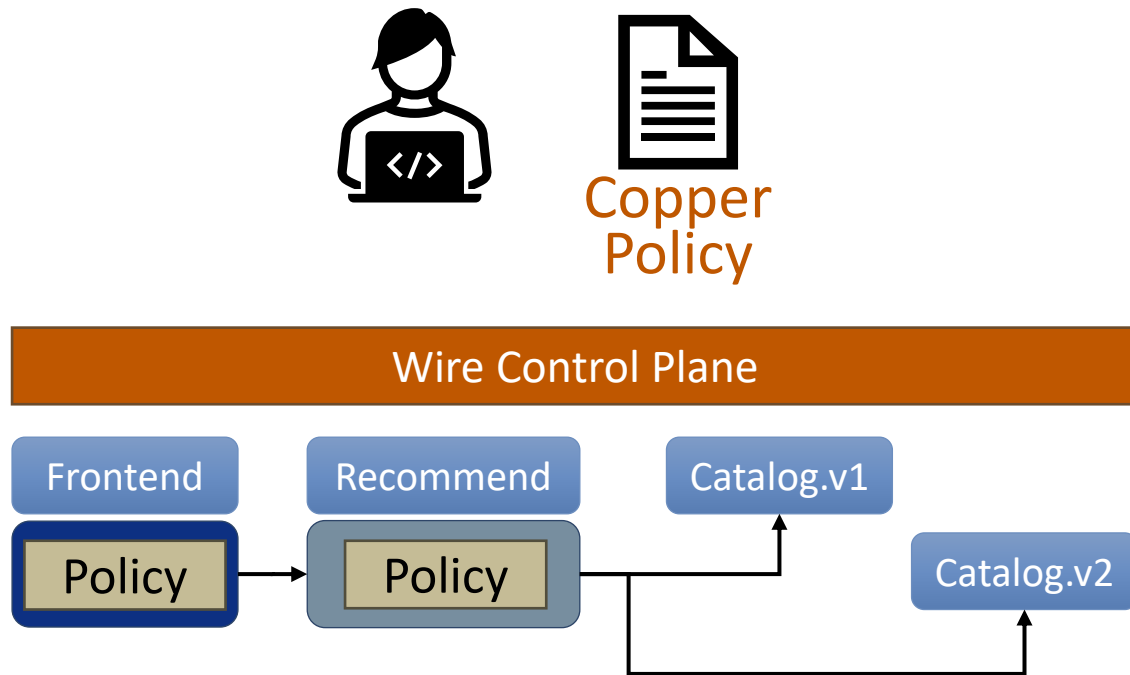 </>
Copper
Policy
Wire Control Plane
Frontend
Recommend
Catalog.v1
Policy
Policy
Catalog.v2